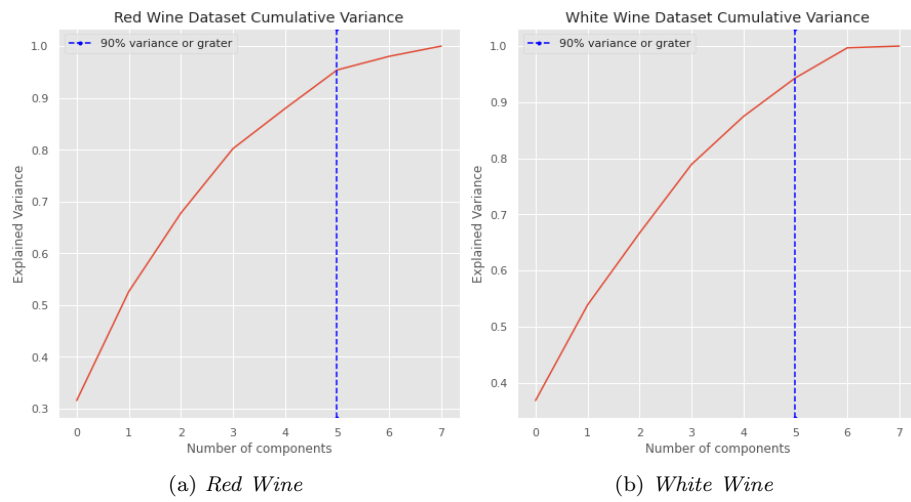 Red Wine Dataset Cumulative Variance
90% variance or grater
1.0
0.9
0.8
0.7
0.6
0.5
0.4
0.3
Explained Variance
0 1 2 3 4 5 6 7
Number of components
(a) Red Wine
White Wine Dataset Cumulative Variance
90% variance or grater
1.0
0.9
0.8
0.7
0.6
0.5
0.4
Explained Variance
0 1 2 3 4 5 6 7
Number of components
(b) White Wine